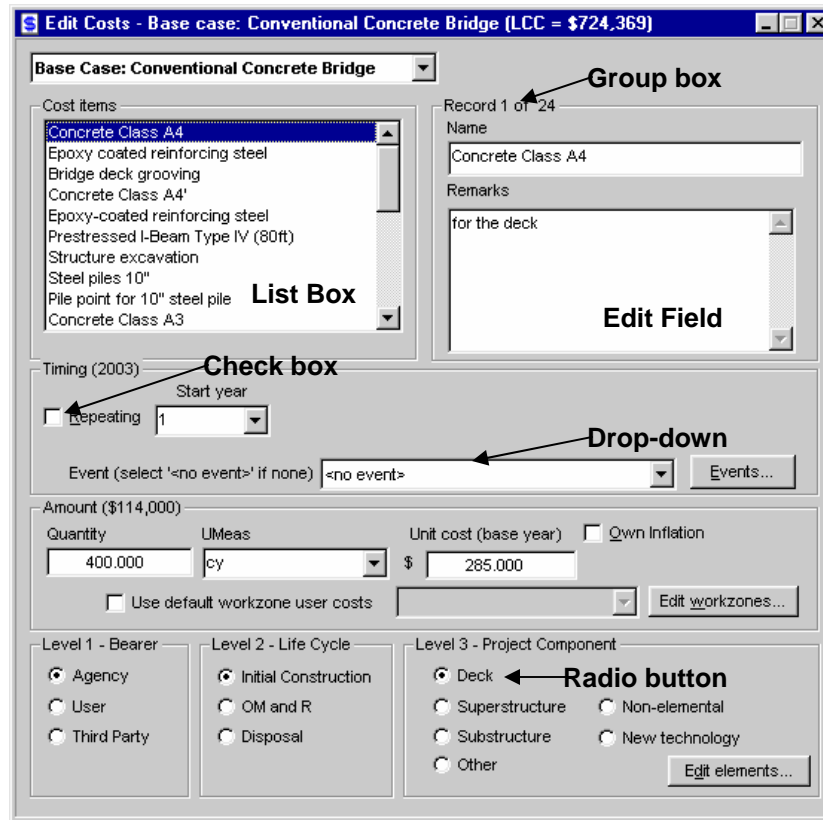 Edit Costs - Base case: Conventional Concrete Bridge (LCC = $724,369)
Base Case: Conventional Concrete Bridge
Group box
Cost items
Concrete Class A4
Epoxy coated reinforcing steel
Bridge deck grooving
Concrete Class A4'
Epoxy-coated reinforcing steel
Prestressed I-Beam Type IV (80ft)
Structure excavation
Steel piles 10"
Pile point for 10" steel pile
Concrete Class A3
List Box
Record 1 of 24
Name
Concrete Class A4
Remarks
for the deck
Edit Field
Timing (2003)
Check box
Start year
Repeating 1
Drop-down
Event (select '<no event>' if none) <no event> Events...
Amount ($114,000)
Quantity UMeas Unit cost (base year) Own Inflation
400.000 cy $ 285.000
Use default workzone user costs Edit workzones...
Level 1 - Bearer
Agency
User
Third Party
Level 2 - Life Cycle
Initial Construction
OM and R
Disposal
Level 3 - Project Component
Deck Radio button
Superstructure Non-elemental
Substructure New technology
Other Edit elements...